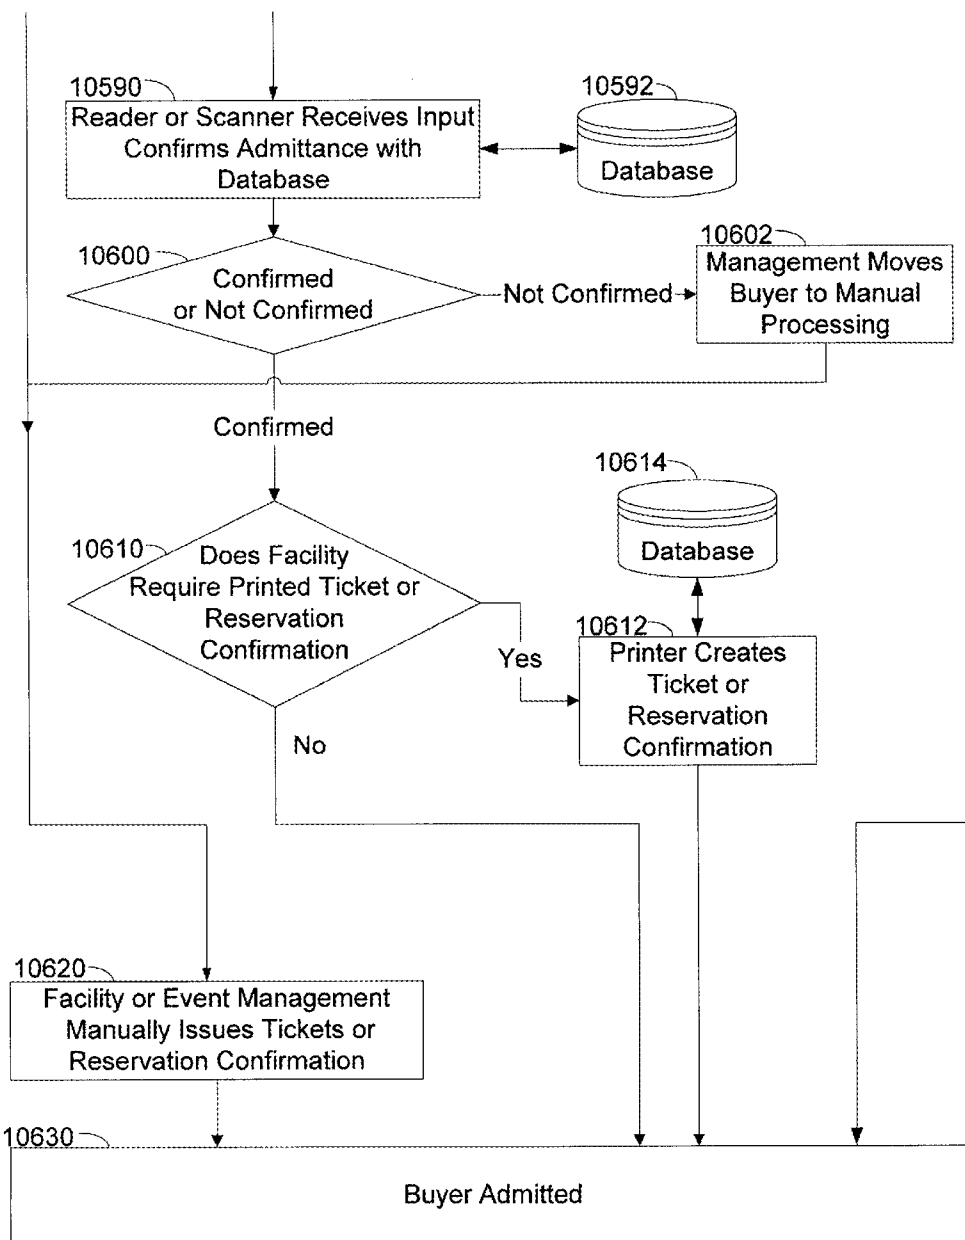 10590
Reader or Scanner Receives Input
Confirms Admittance with
Database
10592
Database
10600
Confirmed
or Not Confirmed
Not Confirmed
10602
Management Moves
Buyer to Manual
Processing
Confirmed
10610
Does Facility
Require Printed Ticket or
Reservation
Confirmation
10614
Database
Yes
10612
Printer Creates
Ticket or
Reservation
Confirmation
No
10620
Facility or Event Management
Manually Issues Tickets or
Reservation Confirmation
10630
Buyer Admitted